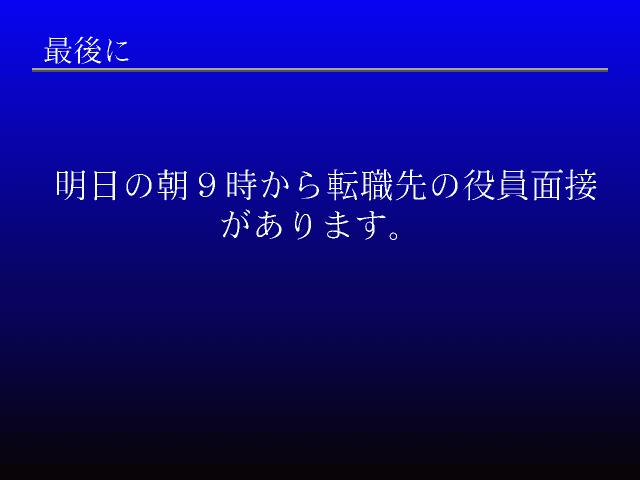 最後に
明日の朝９時から転職先の役員面接
があります。